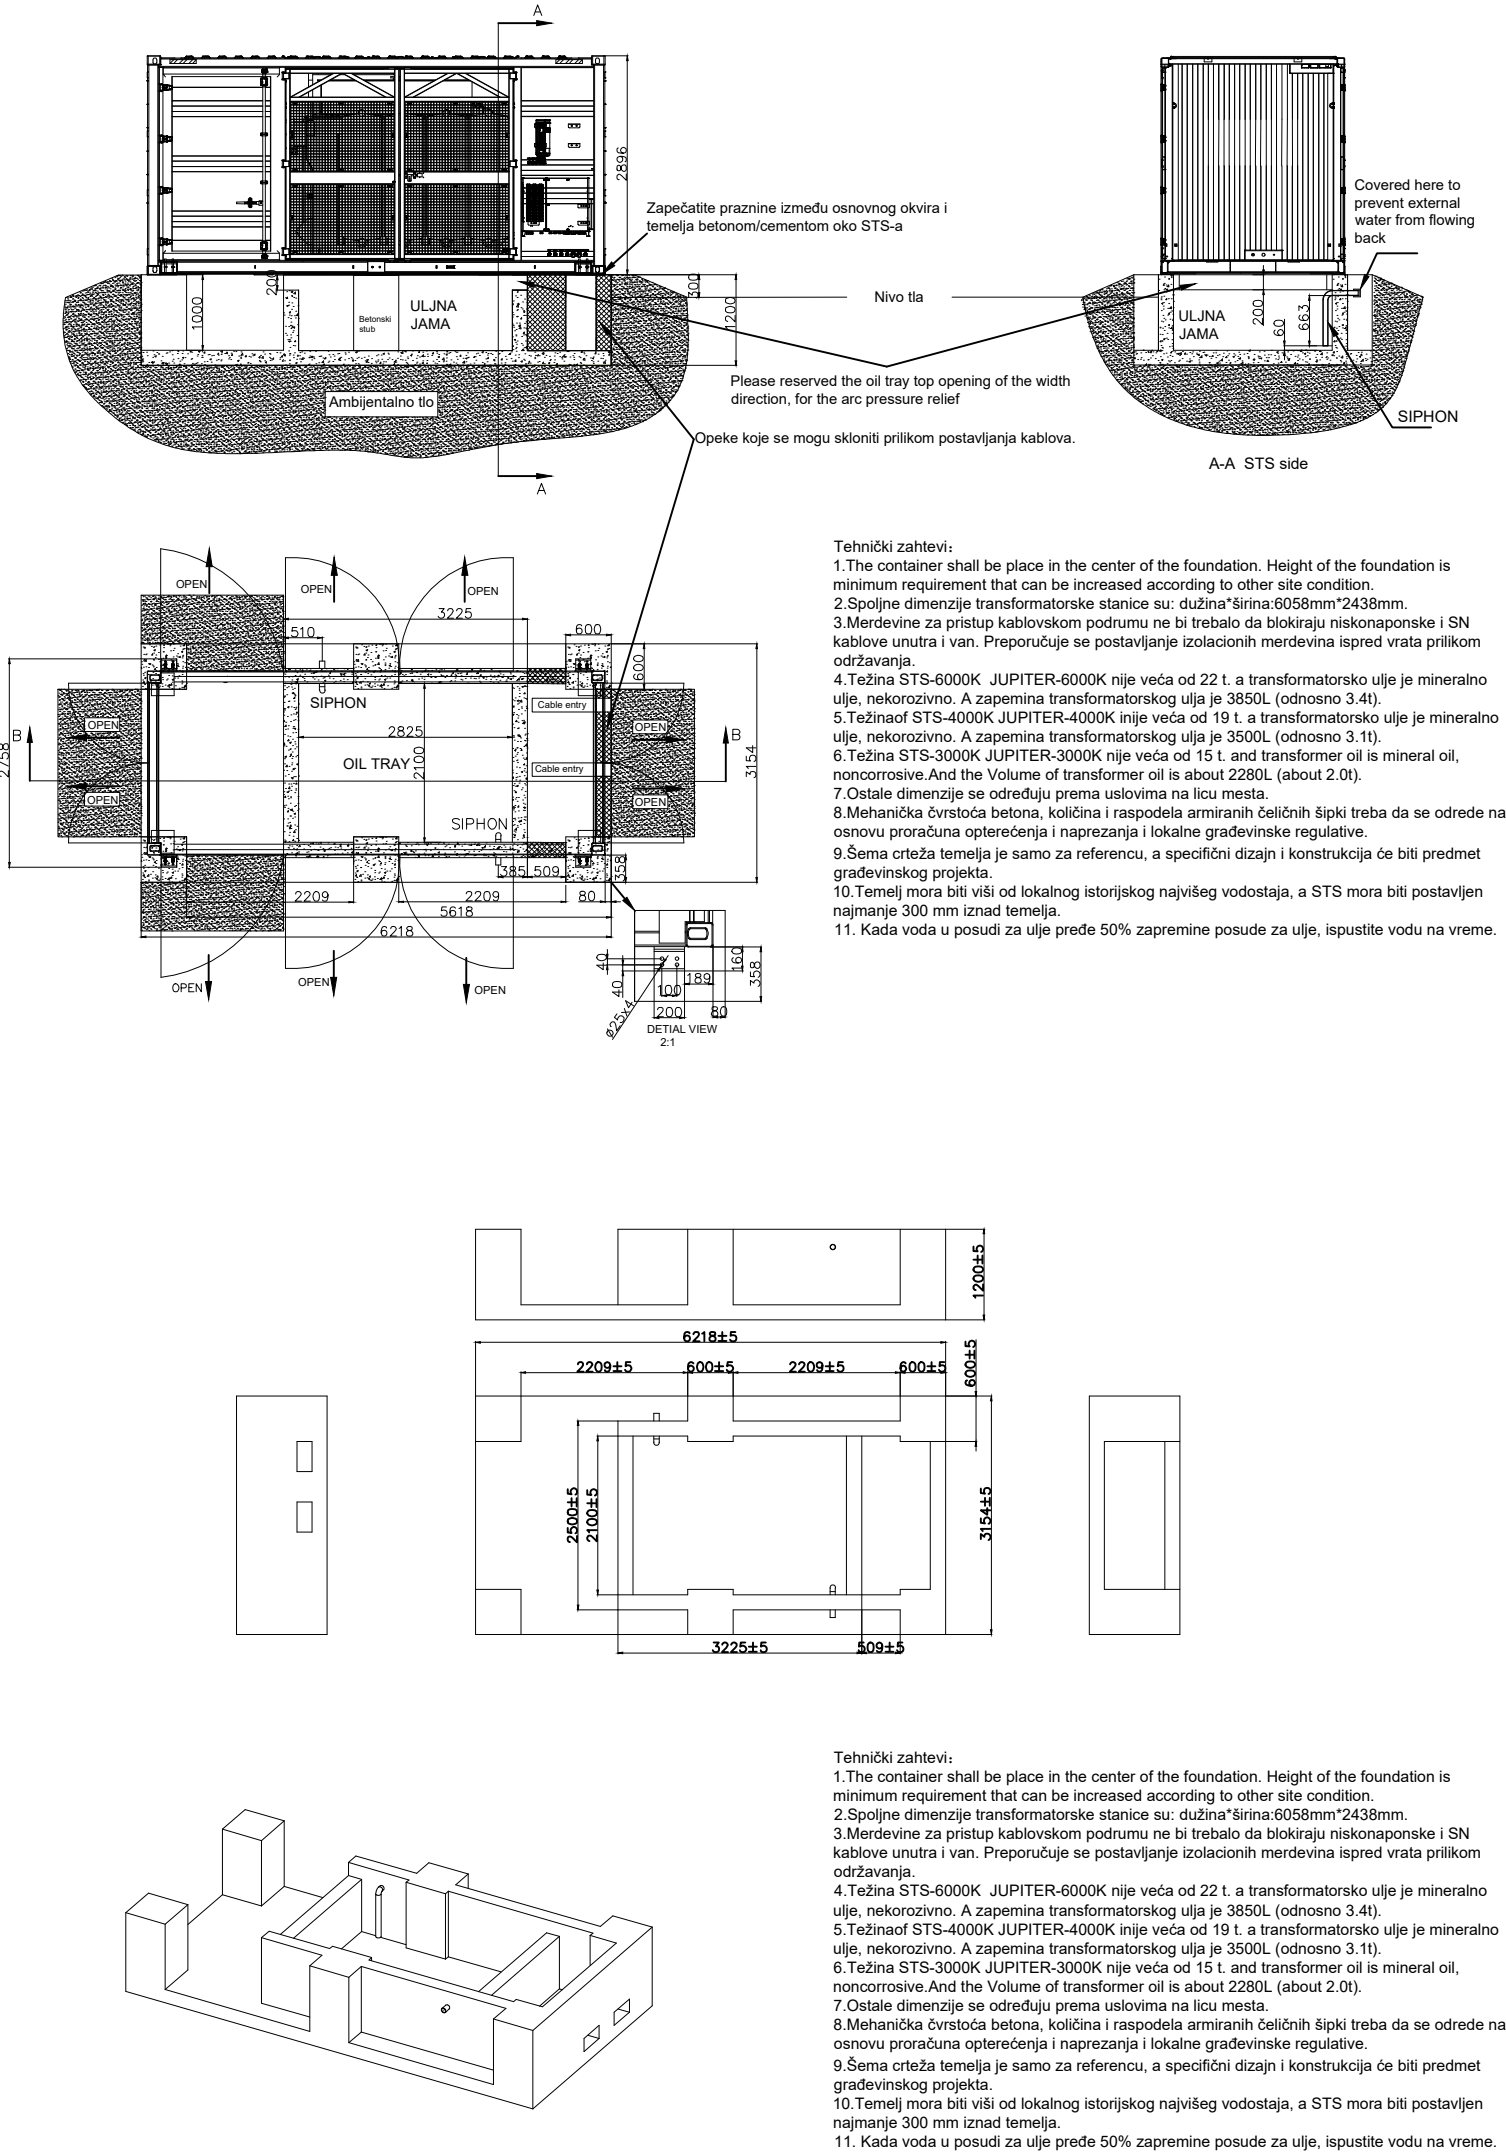 A
2896
Zapečatite praznine između osnovnog okvira i
temelja betonom/cementom oko STS-a
Covered here to
prevent external
water from flowing
back
200
1000
Betonski
stub
ULJNA
JAMA
300
1200
Nivo tla
ULJNA
JAMA
200
60
663
Please reserved the oil tray top opening of the width
direction, for the arc pressure relief
Ambijentalno tlo
SIPHON
Opeke koje se mogu skloniti prilikom postavljanja kablova.
A-A STS side
A
OPEN
OPEN
OPEN
3225
510
600
600
SIPHON
Cable entry
OPEN
OPEN
B
B
2825
2758
OIL TRAY
2100
3154
Cable entry
OPEN
OPEN
SIPHON
385
509
358
2209
2209
80
5618
6218
OPEN
OPEN
OPEN
40
40
160
189
358
100
200
80
ø25x4
DETIAL VIEW
2:1
Tehnički zahtevi:
1.The container shall be place in the center of the foundation. Height of the foundation is
minimum requirement that can be increased according to other site condition.
2.Spoljne dimenzije transformatorske stanice su: dužina*širina:6058mm*2438mm.
3.Merdevine za pristup kablovskom podrumu ne bi trebalo da blokiraju niskonaponske i SN
kablove unutra i van. Preporučuje se postavljanje izolacionih merdevina ispred vrata prilikom
održavanja.
4.Težina STS-6000K JUPITER-6000K nije veća od 22 t. a transformatorsko ulje je mineralno
ulje, nekorozivno. A zapemina transformatorskog ulja je 3850L (odnosno 3.4t).
5.Težinaof STS-4000K JUPITER-4000K inije veća od 19 t. a transformatorsko ulje je mineralno
ulje, nekorozivno. A zapemina transformatorskog ulja je 3500L (odnosno 3.1t).
6.Težina STS-3000K JUPITER-3000K nije veća od 15 t. and transformer oil is mineral oil,
noncorrosive.And the Volume of transformer oil is about 2280L (about 2.0t).
7.Ostale dimenzije se određuju prema uslovima na licu mesta.
8.Mehanička čvrstoća betona, količina i raspodela armiranih čeličnih šipki treba da se odrede na
osnovu proračuna opterećenja i naprezanja i lokalne građevinske regulative.
9.Šema crteža temelja je samo za referencu, a specifični dizajn i konstrukcija će biti predmet
građevinskog projekta.
10.Temelj mora biti viši od lokalnog istorijskog najvišeg vodostaja, a STS mora biti postavljen
najmanje 300 mm iznad temelja.
11. Kada voda u posudi za ulje pređe 50% zapremine posude za ulje, ispustite vodu na vreme.
1200±5
6218±5
2209±5
600±5
2209±5
600±5
600±5
2500±5
2100±5
3154±5
3225±5
509±5
Tehnički zahtevi:
1.The container shall be place in the center of the foundation. Height of the foundation is
minimum requirement that can be increased according to other site condition.
2.Spoljne dimenzije transformatorske stanice su: dužina*širina:6058mm*2438mm.
3.Merdevine za pristup kablovskom podrumu ne bi trebalo da blokiraju niskonaponske i SN
kablove unutra i van. Preporučuje se postavljanje izolacionih merdevina ispred vrata prilikom
održavanja.
4.Težina STS-6000K JUPITER-6000K nije veća od 22 t. a transformatorsko ulje je mineralno
ulje, nekorozivno. A zapemina transformatorskog ulja je 3850L (odnosno 3.4t).
5.Težinaof STS-4000K JUPITER-4000K inije veća od 19 t. a transformatorsko ulje je mineralno
ulje, nekorozivno. A zapemina transformatorskog ulja je 3500L (odnosno 3.1t).
6.Težina STS-3000K JUPITER-3000K nije veća od 15 t. and transformer oil is mineral oil,
noncorrosive.And the Volume of transformer oil is about 2280L (about 2.0t).
7.Ostale dimenzije se određuju prema uslovima na licu mesta.
8.Mehanička čvrstoća betona, količina i raspodela armiranih čeličnih šipki treba da se odrede na
osnovu proračuna opterećenja i naprezanja i lokalne građevinske regulative.
9.Šema crteža temelja je samo za referencu, a specifični dizajn i konstrukcija će biti predmet
građevinskog projekta.
10.Temelj mora biti viši od lokalnog istorijskog najvišeg vodostaja, a STS mora biti postavljen
najmanje 300 mm iznad temelja.
11. Kada voda u posudi za ulje pređe 50% zapremine posude za ulje, ispustite vodu na vreme.